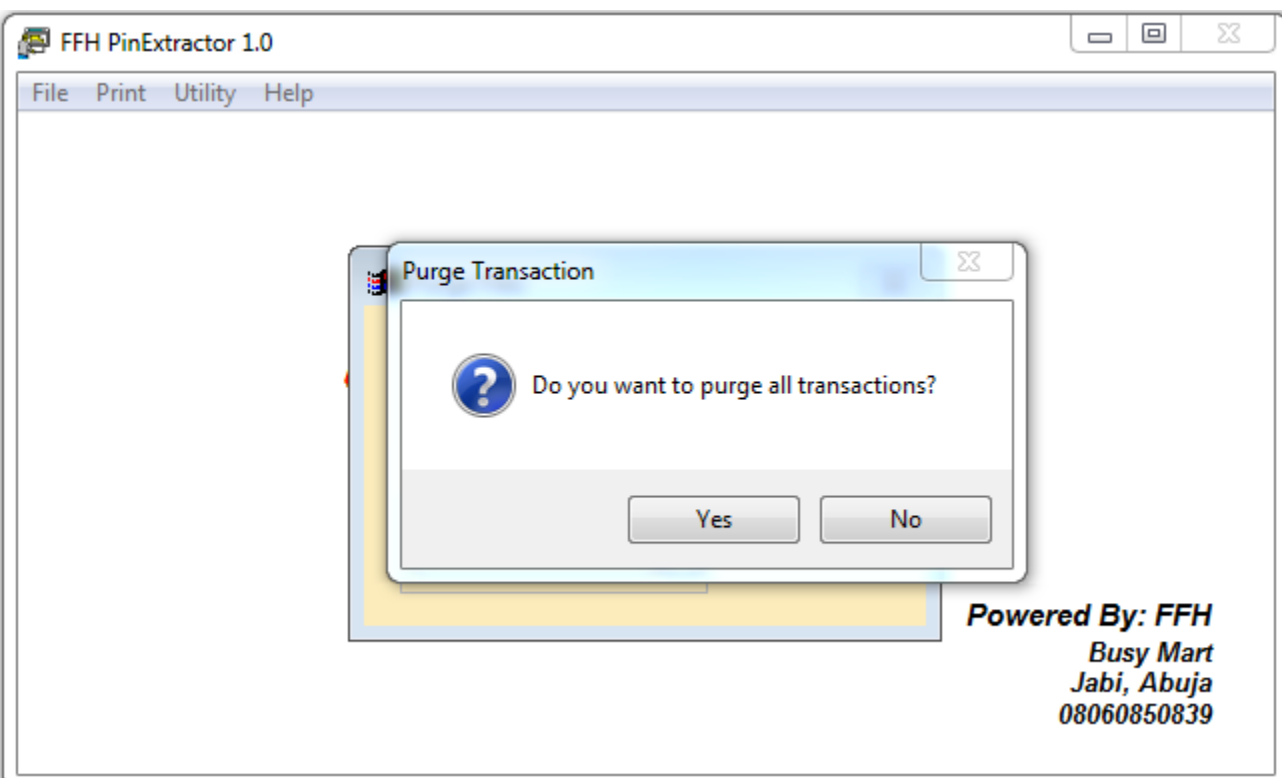 FFH PinExtractor 1.0
File Print Utility Help
Purge Transaction
Do you want to purge all transactions?
Yes No
Powered By: FFH
Busy Mart
Jabi, Abuja
08060850839